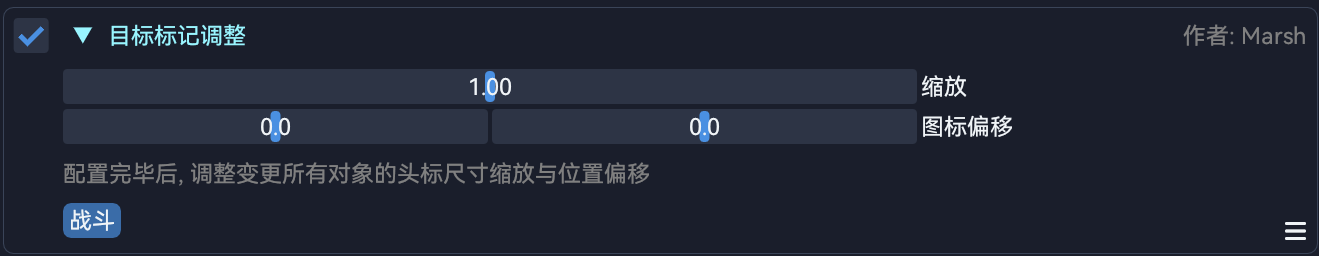 目标标记调整 作者: Marsh
1.00 缩放
0.0 0.0 图标偏移
配置完毕后, 调整变更所有对象的头标尺寸缩放与位置偏移
战斗